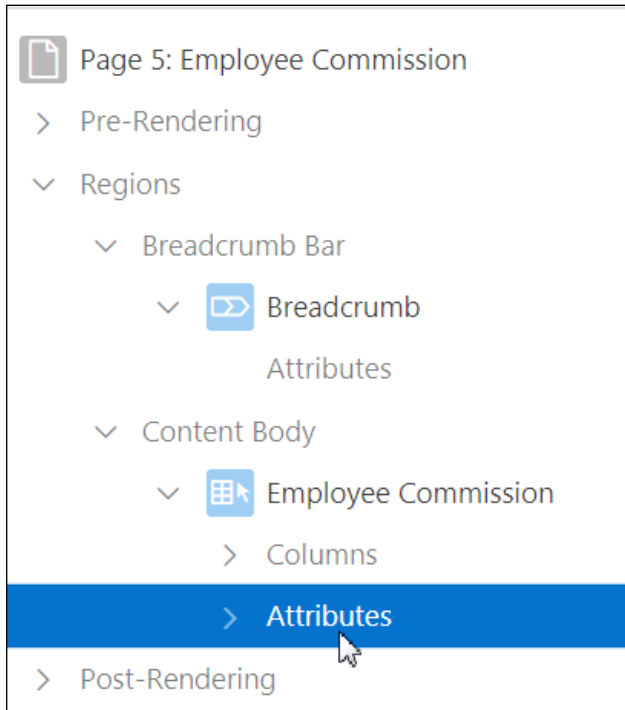 Page 5: Employee Commission
Pre-Rendering
Regions
Breadcrumb Bar
Breadcrumb
Attributes
Content Body
Employee Commission
Columns
Attributes
Post-Rendering